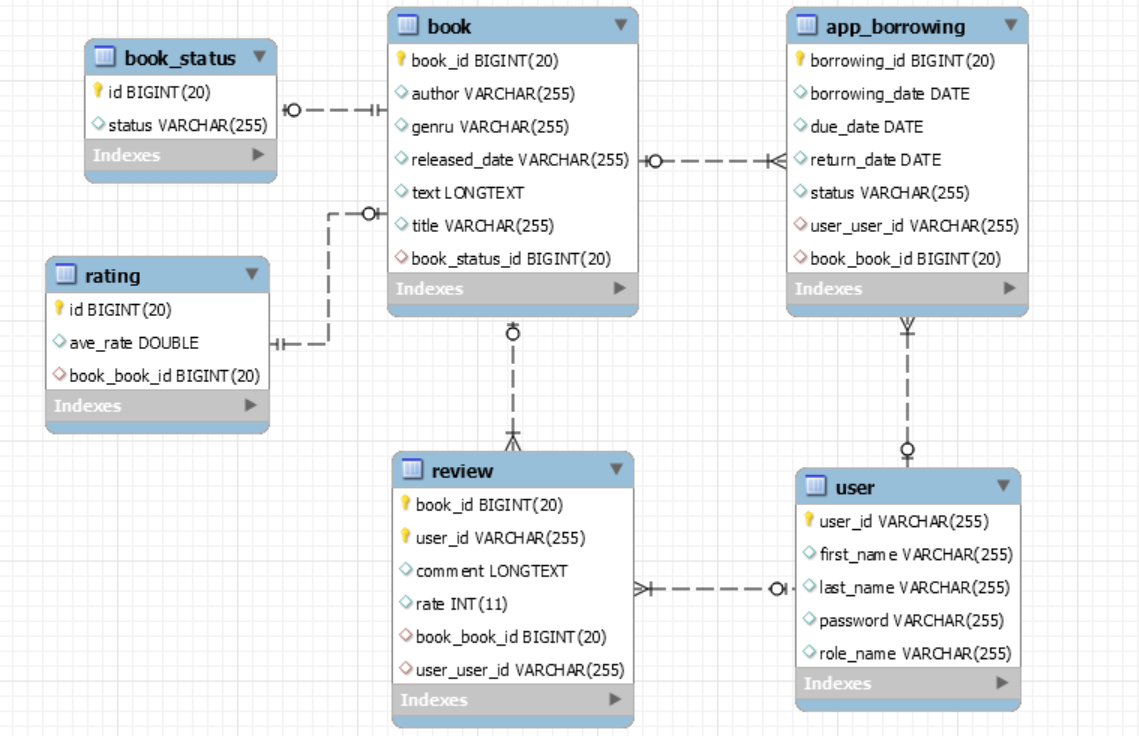 book_status
id BIGINT(20)
status VARCHAR(255)
Indexes
book
book_id BIGINT(20)
author VARCHAR(255)
genru VARCHAR(255)
released_date VARCHAR(255)
text LONGTEXT
title VARCHAR(255)
book_status_id BIGINT(20)
Indexes
app_borrowing
borrowing_id BIGINT(20)
borrowing_date DATE
due_date DATE
return_date DATE
status VARCHAR(255)
user_user_id VARCHAR(255)
book_book_id BIGINT(20)
Indexes
rating
id BIGINT(20)
ave_rate DOUBLE
book_book_id BIGINT(20)
Indexes
review
book_id BIGINT(20)
user_id VARCHAR(255)
comment LONGTEXT
rate INT(11)
book_book_id BIGINT(20)
user_user_id VARCHAR(255)
Indexes
user
user_id VARCHAR(255)
first_name VARCHAR(255)
last_name VARCHAR(255)
password VARCHAR(255)
role_name VARCHAR(255)
Indexes